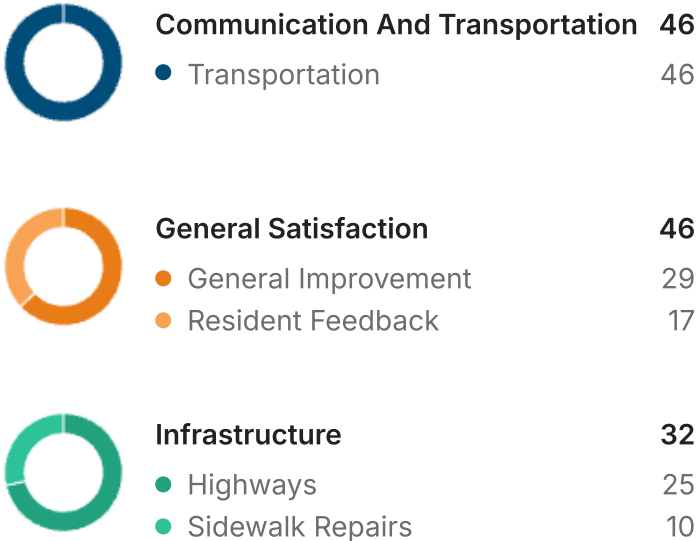 Communication And Transportation 46
Transportation 46
General Satisfaction 46
General Improvement 29
Resident Feedback 17
Infrastructure 32
Highways 25
Sidewalk Repairs 10